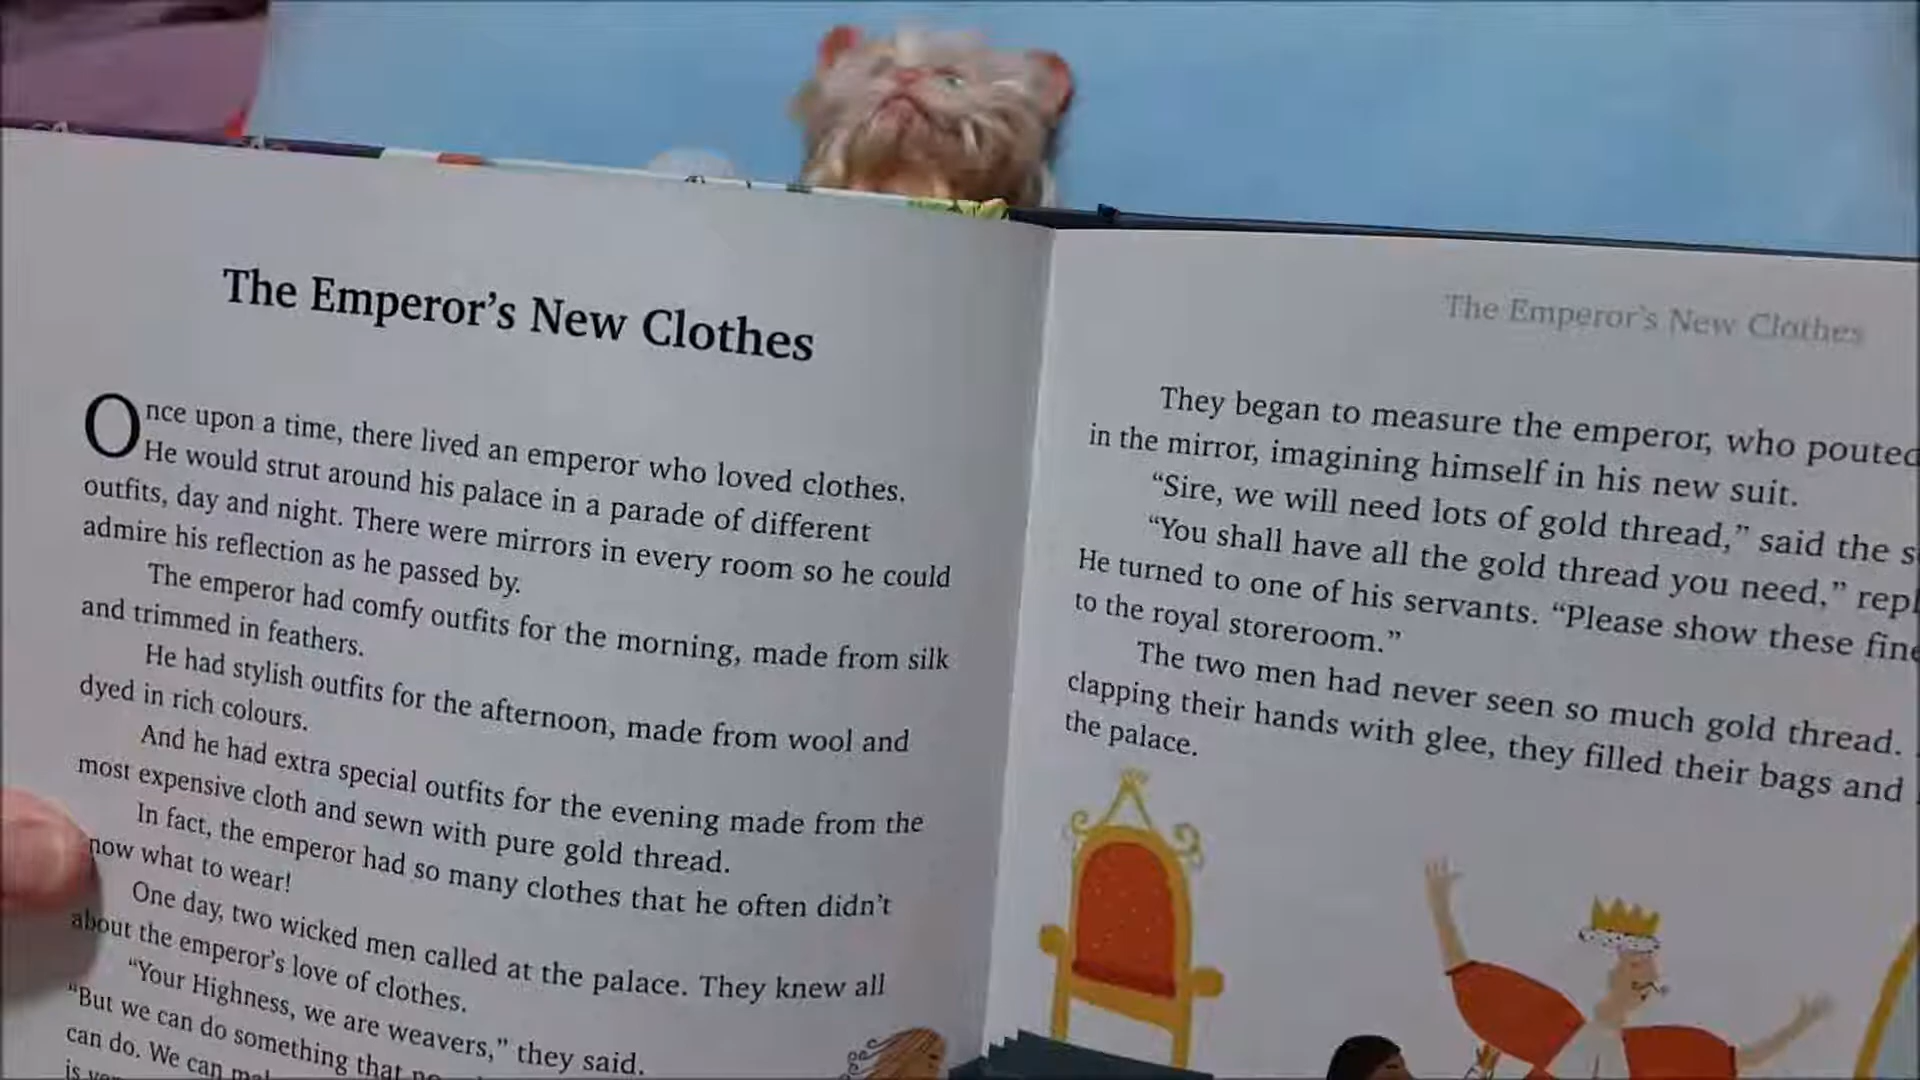 The Emperor's New Clothes
Once upon a time, there lived an emperor who loved clothes.
He would strut around his palace in a parade of different
outfits, day and night. There were mirrors in every room so he could
admire his reflection as he passed by.
The emperor had comfy outfits for the morning, made from silk
and trimmed in feathers.
He had stylish outfits for the afternoon, made from wool and
dyed in rich colours.
And he had extra special outfits for the evening made from the
most expensive cloth and sewn with pure gold thread.
In fact, the emperor had so many clothes that he often didn't
now what to wear!
One day, two wicked men called at the palace. They knew all
about the emperor's love of clothes.
“Your Highness, we are weavers,” they said.
“But we can do something that
can do. We can
is
The Emperor's New Clothes
They began to measure the emperor, who pouted
in the mirror, imagining himself in his new suit.
“Sire, we will need lots of gold thread,” said the
“You shall have all the gold thread you need,”
He turned to one of his servants. “Please show these
to the royal storeroom.”
The two men had never seen so much gold thread.
clapping their hands with glee, they filled their bags and
the palace.